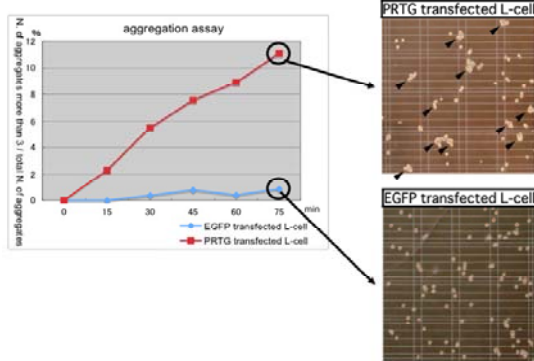 aggregation assay
N. of aggregates more than 3 / total N. of aggregates
%
12
10
8
6
4
2
0
0 15 30 45 60 75 min
EGFP transfected L-cell
PRTG transfected L-cell
PRTG transfected L-cell
EGFP transfected L-cell